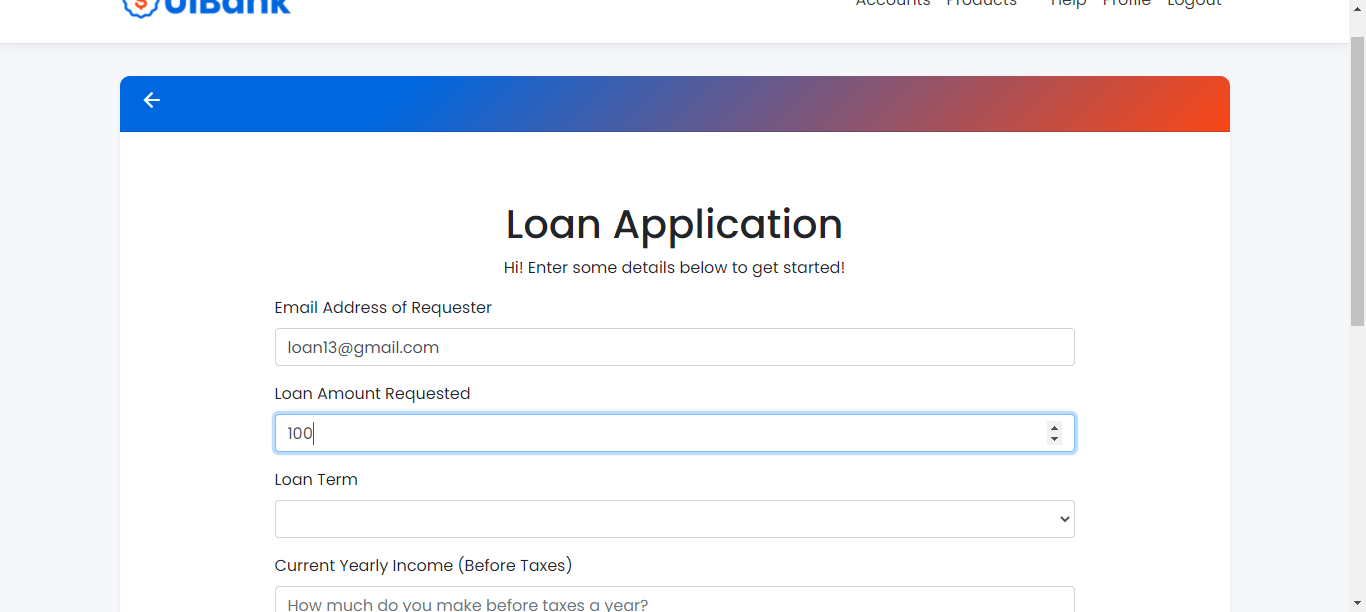 UiBank
Accounts Products Help Profile Logout
Loan Application
Hi! Enter some details below to get started!
Email Address of Requester
loan13@gmail.com
Loan Amount Requested
100
Loan Term
Current Yearly Income (Before Taxes)
How much do you make before taxes a year?